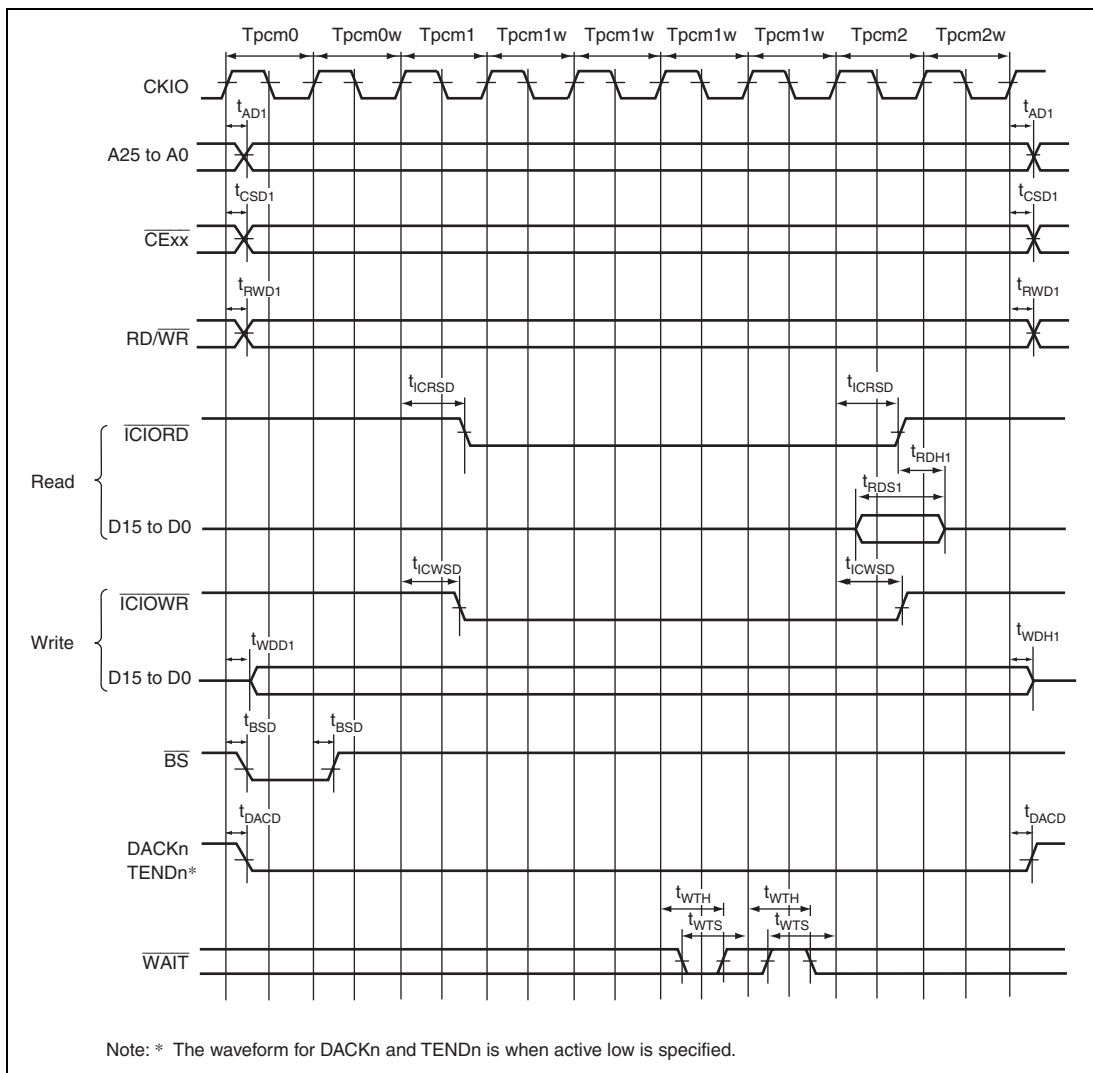 Tpcm0 Tpcm0w Tpcm1 Tpcm1w Tpcm1w Tpcm1w Tpcm1w Tpcm2 Tpcm2w
CKIO
tAD1 tAD1
A25 to A0
tCSD1 tCSD1
CExx
tRWD1 tRWD1
RD/WR
tICRSD tICRSD
ICIORD
tRDH1
Read
tRDS1
D15 to D0
tICWSD tICWSD
ICIOWR
Write
tWDD1 tWDH1
D15 to D0
tBSD tBSD
BS
tDACD tDACD
DACKn
TENDn*
tWTH tWTH
tWTS tWTS
WAIT
Note: * The waveform for DACKn and TENDn is when active low is specified.